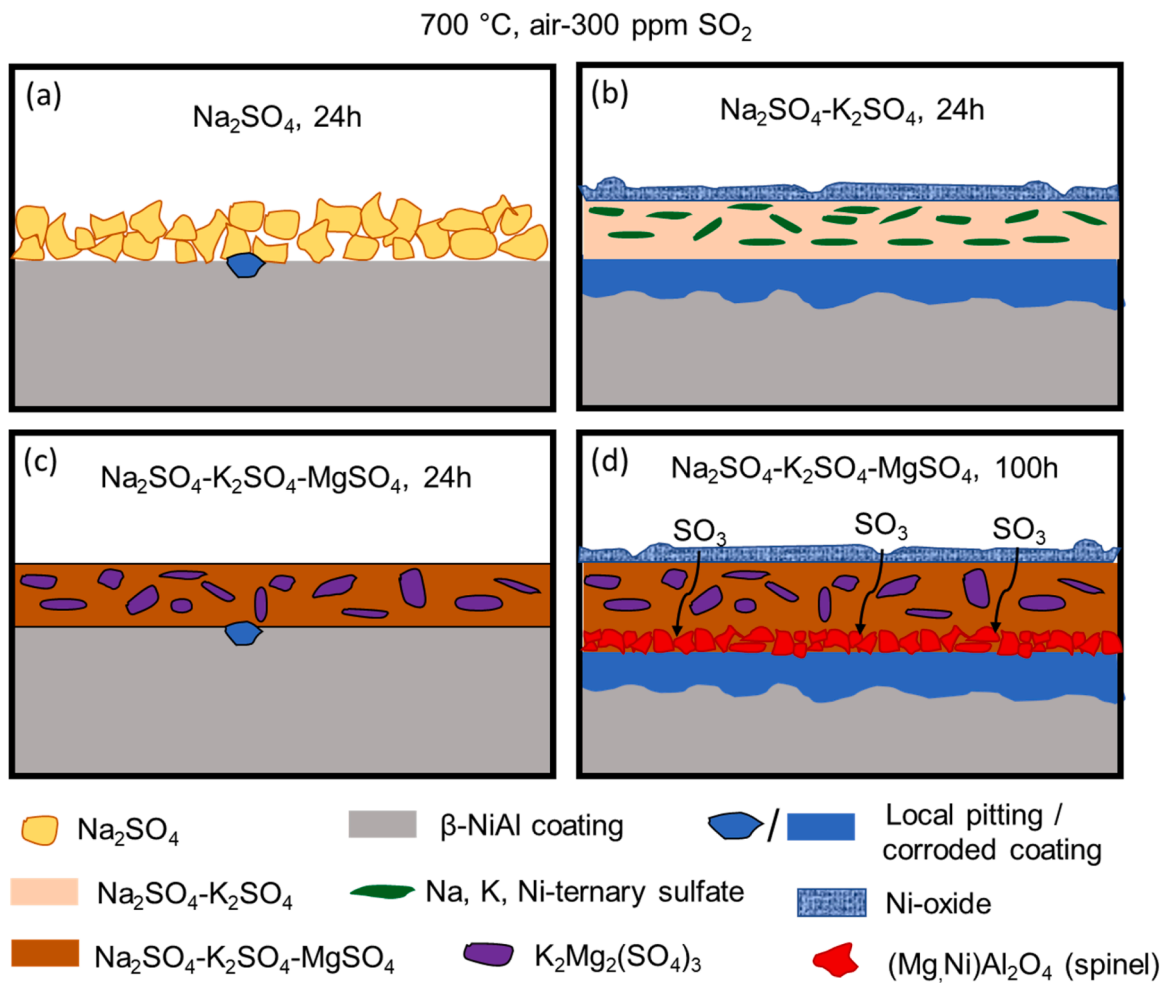 700 °C, air-300 ppm SO₂
(a)
Na₂SO₄, 24h
(b)
Na₂SO₄-K₂SO₄, 24h
(c)
Na₂SO₄-K₂SO₄-MgSO₄, 24h
(d)
Na₂SO₄-K₂SO₄-MgSO₄, 100h
SO₃
SO₃
SO₃
Na₂SO₄
β-NiAl coating
/
Local pitting /
corroded coating
Na₂SO₄-K₂SO₄
Na, K, Ni-ternary sulfate
Ni-oxide
Na₂SO₄-K₂SO₄-MgSO₄
K₂Mg₂(SO₄)₃
(Mg,Ni)Al₂O₄ (spinel)